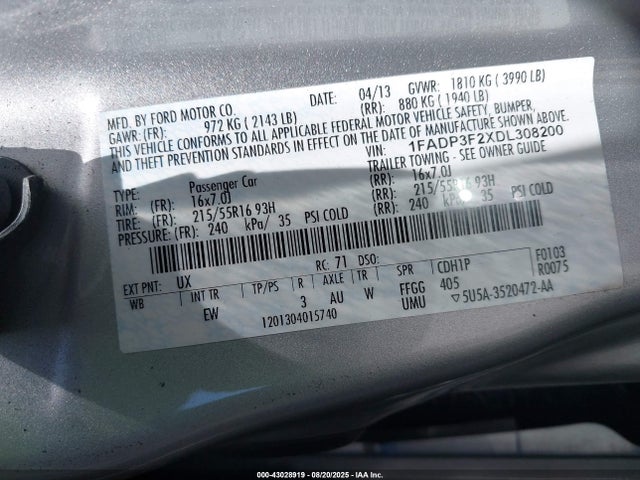 MFD. BY FORD MOTOR CO.
DATE: 04/13 GVWR: 1810 KG ( 3990 LB)
GAWR: (FR): 972 KG ( 2143 LB) (RR): 880 KG ( 1940 LB)
THIS VEHICLE CONFORMS TO ALL APPLICABLE FEDERAL MOTOR VEHICLE SAFETY, BUMPER,
AND THEFT PREVENTION STANDARDS IN EFFECT ON THE DATE OF MANUFACTURE SHOWN ABOVE.
VIN: 1FADP3F2XDL308200
TYPE: Passenger Car TRAILER TOWING - SEE OWNER GUIDE
RIM: (FR): 16x7.0J (RR): 16x7.0J
TIRE: (FR): 215/55R16 93H (RR): 215/55R16 93H
PRESSURE: (FR): 240 kPa/ 35 PSI COLD (RR): 240 kPa/ 35 PSI COLD
EXT PNT: UX RC: 71 DSO: F0103
WB INT TR TP/PS R AXLE TR SPR CDH1P R0075
EW 3 AU W FFGG 405
1201304015740 UMU ▽5U5A-3520472-AA
000-43028919 - 08/20/2025 - IAA Inc.